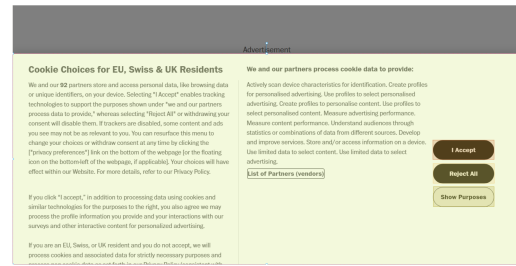 Advertisement
Cookie Choices for EU, Swiss & UK Residents
We and our 92 partners store and access personal data, like browsing data
or unique identifiers, on your device. Selecting "I Accept" enables tracking
technologies to support the purposes shown under "we and our partners
process data to provide," whereas selecting "Reject All" or withdrawing your
consent will disable them. If trackers are disabled, some content and ads
you see may not be as relevant to you. You can resurface this menu to
change your choices or withdraw consent at any time by clicking the
["privacy preferences"] link on the bottom of the webpage [or the floating
icon on the bottom-left of the webpage, if applicable]. Your choices will have
effect within our Website. For more details, refer to our Privacy Policy.
If you click "I accept," in addition to processing data using cookies and
similar technologies for the purposes to the right, you also agree we may
process the profile information you provide and your interactions with our
surveys and other interactive content for personalized advertising.
If you are an EU, Swiss, or UK resident and you do not accept, we will
process cookies and associated data for strictly necessary purposes and
We and our partners process cookie data to provide:
Actively scan device characteristics for identification. Create profiles
for personalised advertising. Use profiles to select personalised
advertising. Create profiles to personalise content. Use profiles to
select personalised content. Measure advertising performance.
Measure content performance. Understand audiences through
statistics or combinations of data from different sources. Develop
and improve services. Store and/or access information on a device.
Use limited data to select content. Use limited data to select
advertising.
List of Partners (vendors)
I Accept
Reject All
Show Purposes